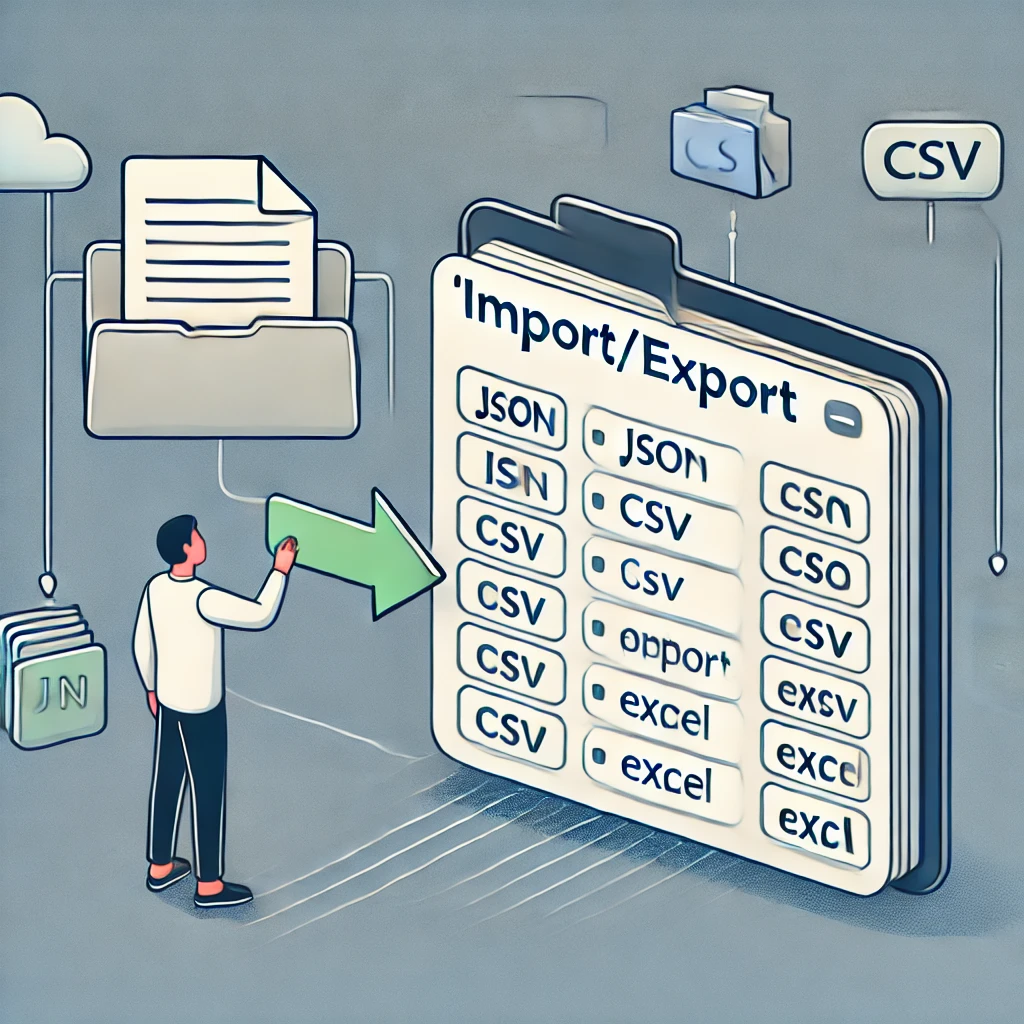 CS
CSV
'Import/Export
JSON
ISN
CSV
CSV
CSV
CSV
JSON
CSV
Csv
opport
excel
excel
csn
cso
csv
exsv
excl
JN